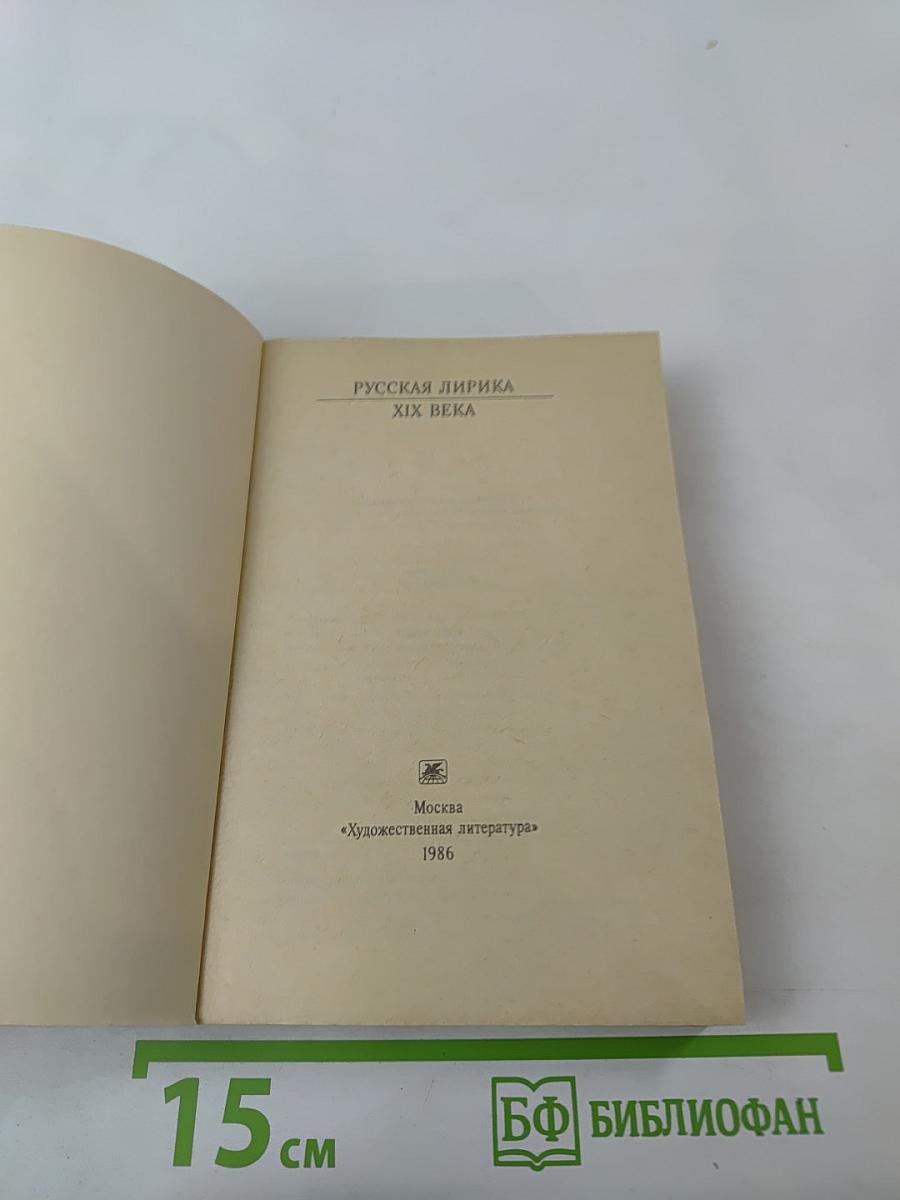 РУССКАЯ ЛИРИКА
XIX ВЕКА
Москва
«Художественная литература»
1986
15 см
БФ БИБЛИОФАН